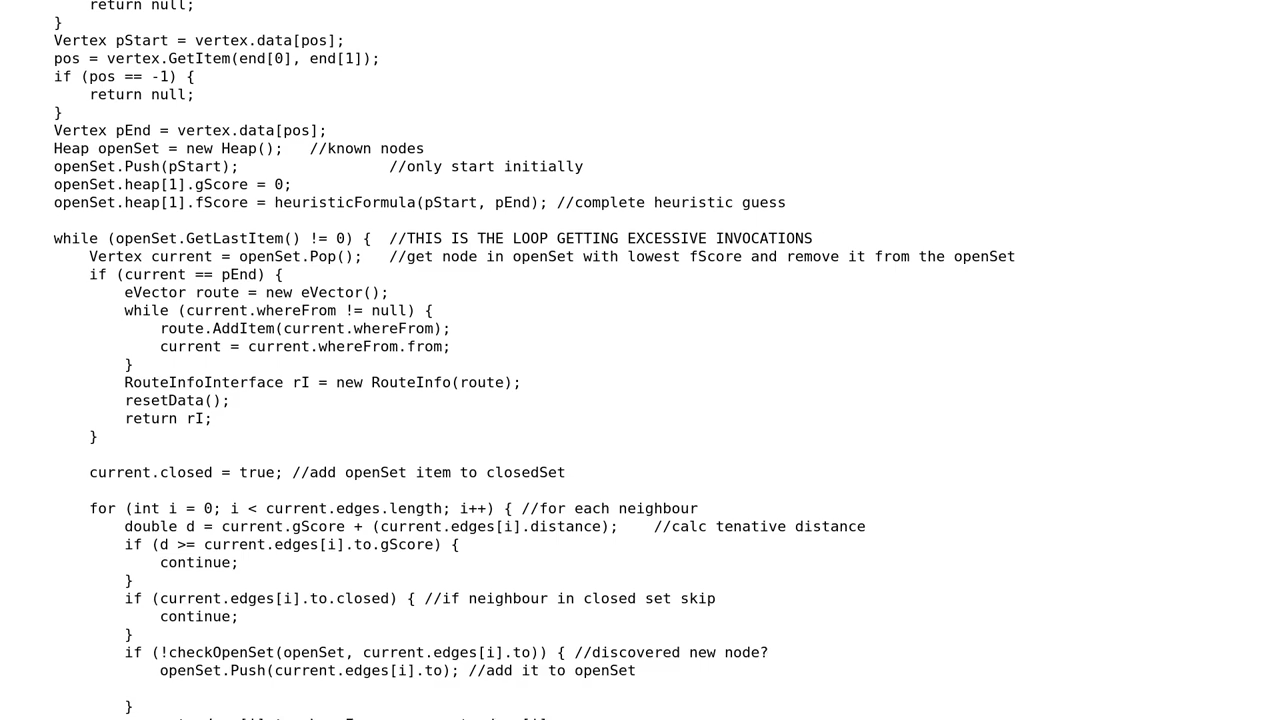 return null;
}
Vertex pStart = vertex.data[pos];
pos = vertex.GetItem(end[0], end[1]);
if (pos == -1) {
return null;
}
Vertex pEnd = vertex.data[pos];
Heap openSet = new Heap();   //known nodes
openSet.Push(pStart);                 //only start initially
openSet.heap[1].gScore = 0;
openSet.heap[1].fScore = heuristicFormula(pStart, pEnd); //complete heuristic guess
while (openSet.GetLastItem() != 0) {  //THIS IS THE LOOP GETTING EXCESSIVE INVOCATIONS
Vertex current = openSet.Pop();   //get node in openSet with lowest fScore and remove it from the openSet
if (current == pEnd) {
eVector route = new eVector();
while (current.whereFrom != null) {
route.AddItem(current.whereFrom);
current = current.whereFrom.from;
}
RouteInfoInterface rI = new RouteInfo(route);
resetData();
return rI;
}
current.closed = true; //add openSet item to closedSet
for (int i = 0; i < current.edges.length; i++) { //for each neighbour
double d = current.gScore + (current.edges[i].distance);    //calc tenative distance
if (d >= current.edges[i].to.gScore) {
continue;
}
if (current.edges[i].to.closed) { //if neighbour in closed set skip
continue;
}
if (!checkOpenSet(openSet, current.edges[i].to)) { //discovered new node?
openSet.Push(current.edges[i].to); //add it to openSet
}